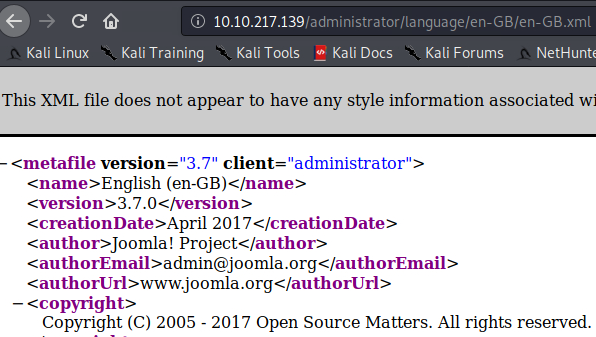 10.10.217.139/administrator/language/en-GB/en-GB.xml
Kali Linux Kali Training Kali Tools Kali Docs Kali Forums NetHunte
This XML file does not appear to have any style information associated wi
−<metafile version="3.7" client="administrator">
<name>English (en-GB)</name>
<version>3.7.0</version>
<creationDate>April 2017</creationDate>
<author>Joomla! Project</author>
<authorEmail>admin@joomla.org</authorEmail>
<authorUrl>www.joomla.org</authorUrl>
−<copyright>
Copyright (C) 2005 - 2017 Open Source Matters. All rights reserved.